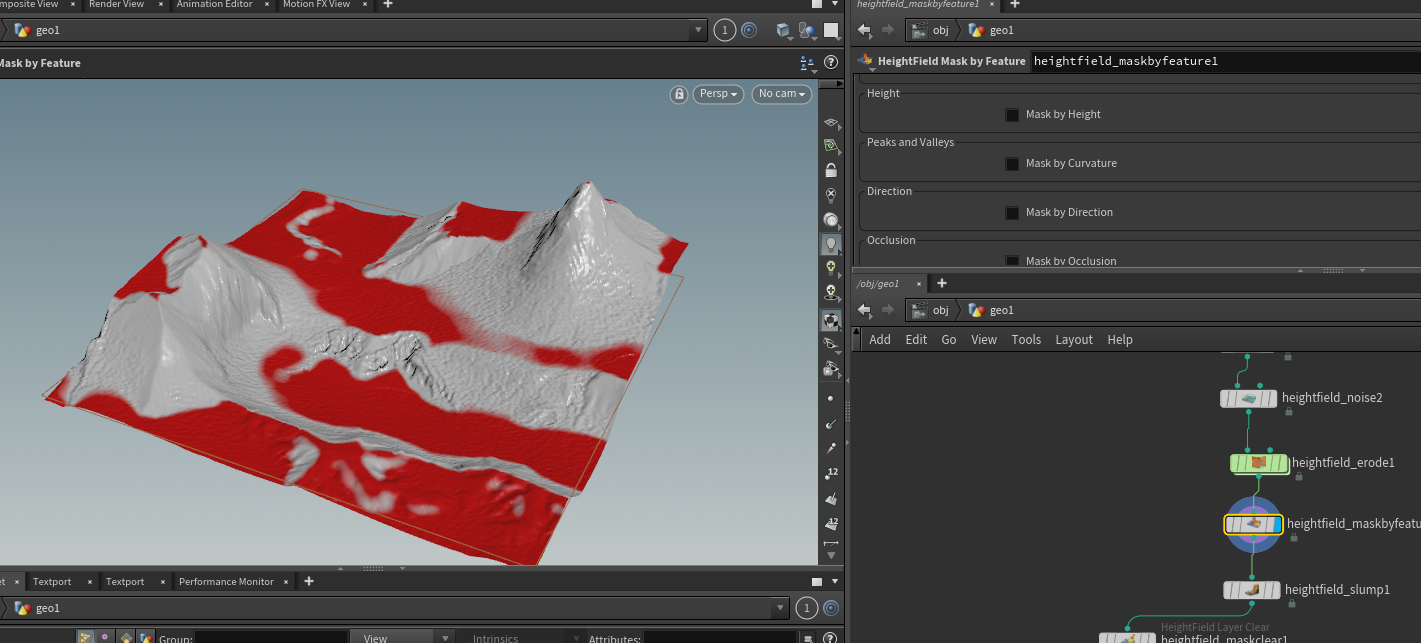 mposite View × Render View × Animation Editor × Motion FX View × +
geo1 1
Mask by Feature
Persp No cam
12
12
et × Textport × Textport × Performance Monitor × +
geo1 1
Group: View Intrinsics Attributes:
heightfield_maskbyfeature1 × +
obj geo1
HeightField Mask by Feature heightfield_maskbyfeature1
Height
Mask by Height
Peaks and Valleys
Mask by Curvature
Direction
Mask by Direction
Occlusion
Mask by Occlusion
/obj/geo1 × +
obj geo1
Add Edit Go View Tools Layout Help
heightfield_noise2
heightfield_erode1
heightfield_maskbyfeatu
heightfield_slump1
HeightField Layer Clear
heightfield_maskclear1